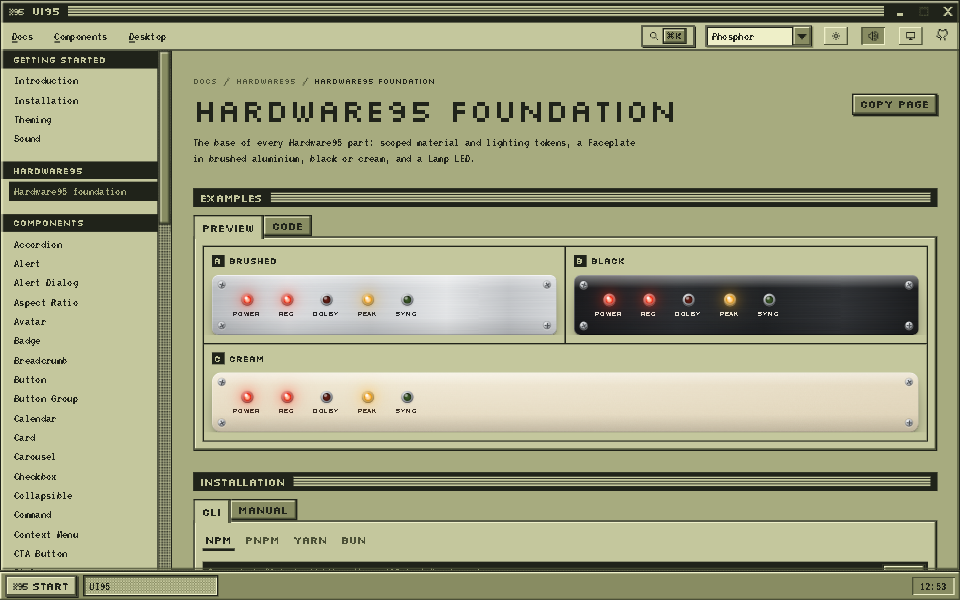 X95 UI95
Docs Components Desktop
⌘K
Phosphor
GETTING STARTED
Introduction
Installation
Theming
Sound
HARDWARE95
Hardware95 foundation
COMPONENTS
Accordion
Alert
Alert Dialog
Aspect Ratio
Avatar
Badge
Breadcrumb
Button
Button Group
Calendar
Card
Carousel
Checkbox
Collapsible
Command
Context Menu
CTA Button
DOCS / HARDWARE95 / HARDWARE95 FOUNDATION
HARDWARE95 FOUNDATION
COPY PAGE
The base of every Hardware95 part: scoped material and lighting tokens, a Faceplate
in brushed aluminium, black or cream, and a Lamp LED.
EXAMPLES
PREVIEW CODE
A BRUSHED
POWER REC DOLBY PEAK SYNC
B BLACK
POWER REC DOLBY PEAK SYNC
C CREAM
POWER REC DOLBY PEAK SYNC
INSTALLATION
CLI MANUAL
NPM PNPM YARN BUN
X95 START
UI95
12:53